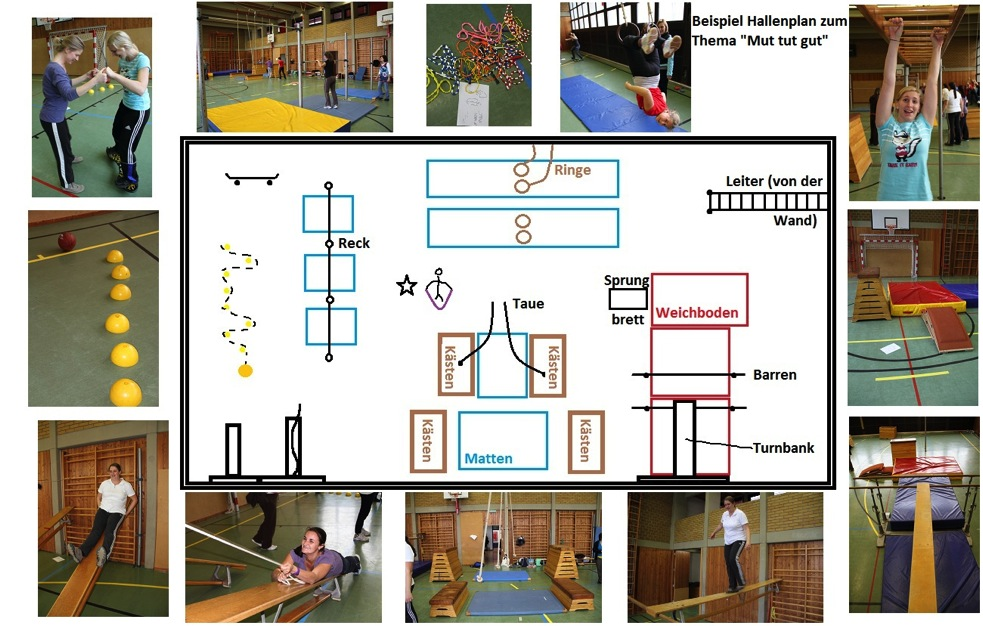 Beispiel Hallenplan zum
Thema "Mut tut gut"
Ringe
Leiter (von der
Wand)
Reck
Taue
Sprung
brett
Weichboden
Kästen
Kästen
Barren
Kästen
Matten
Kästen
Turnbank